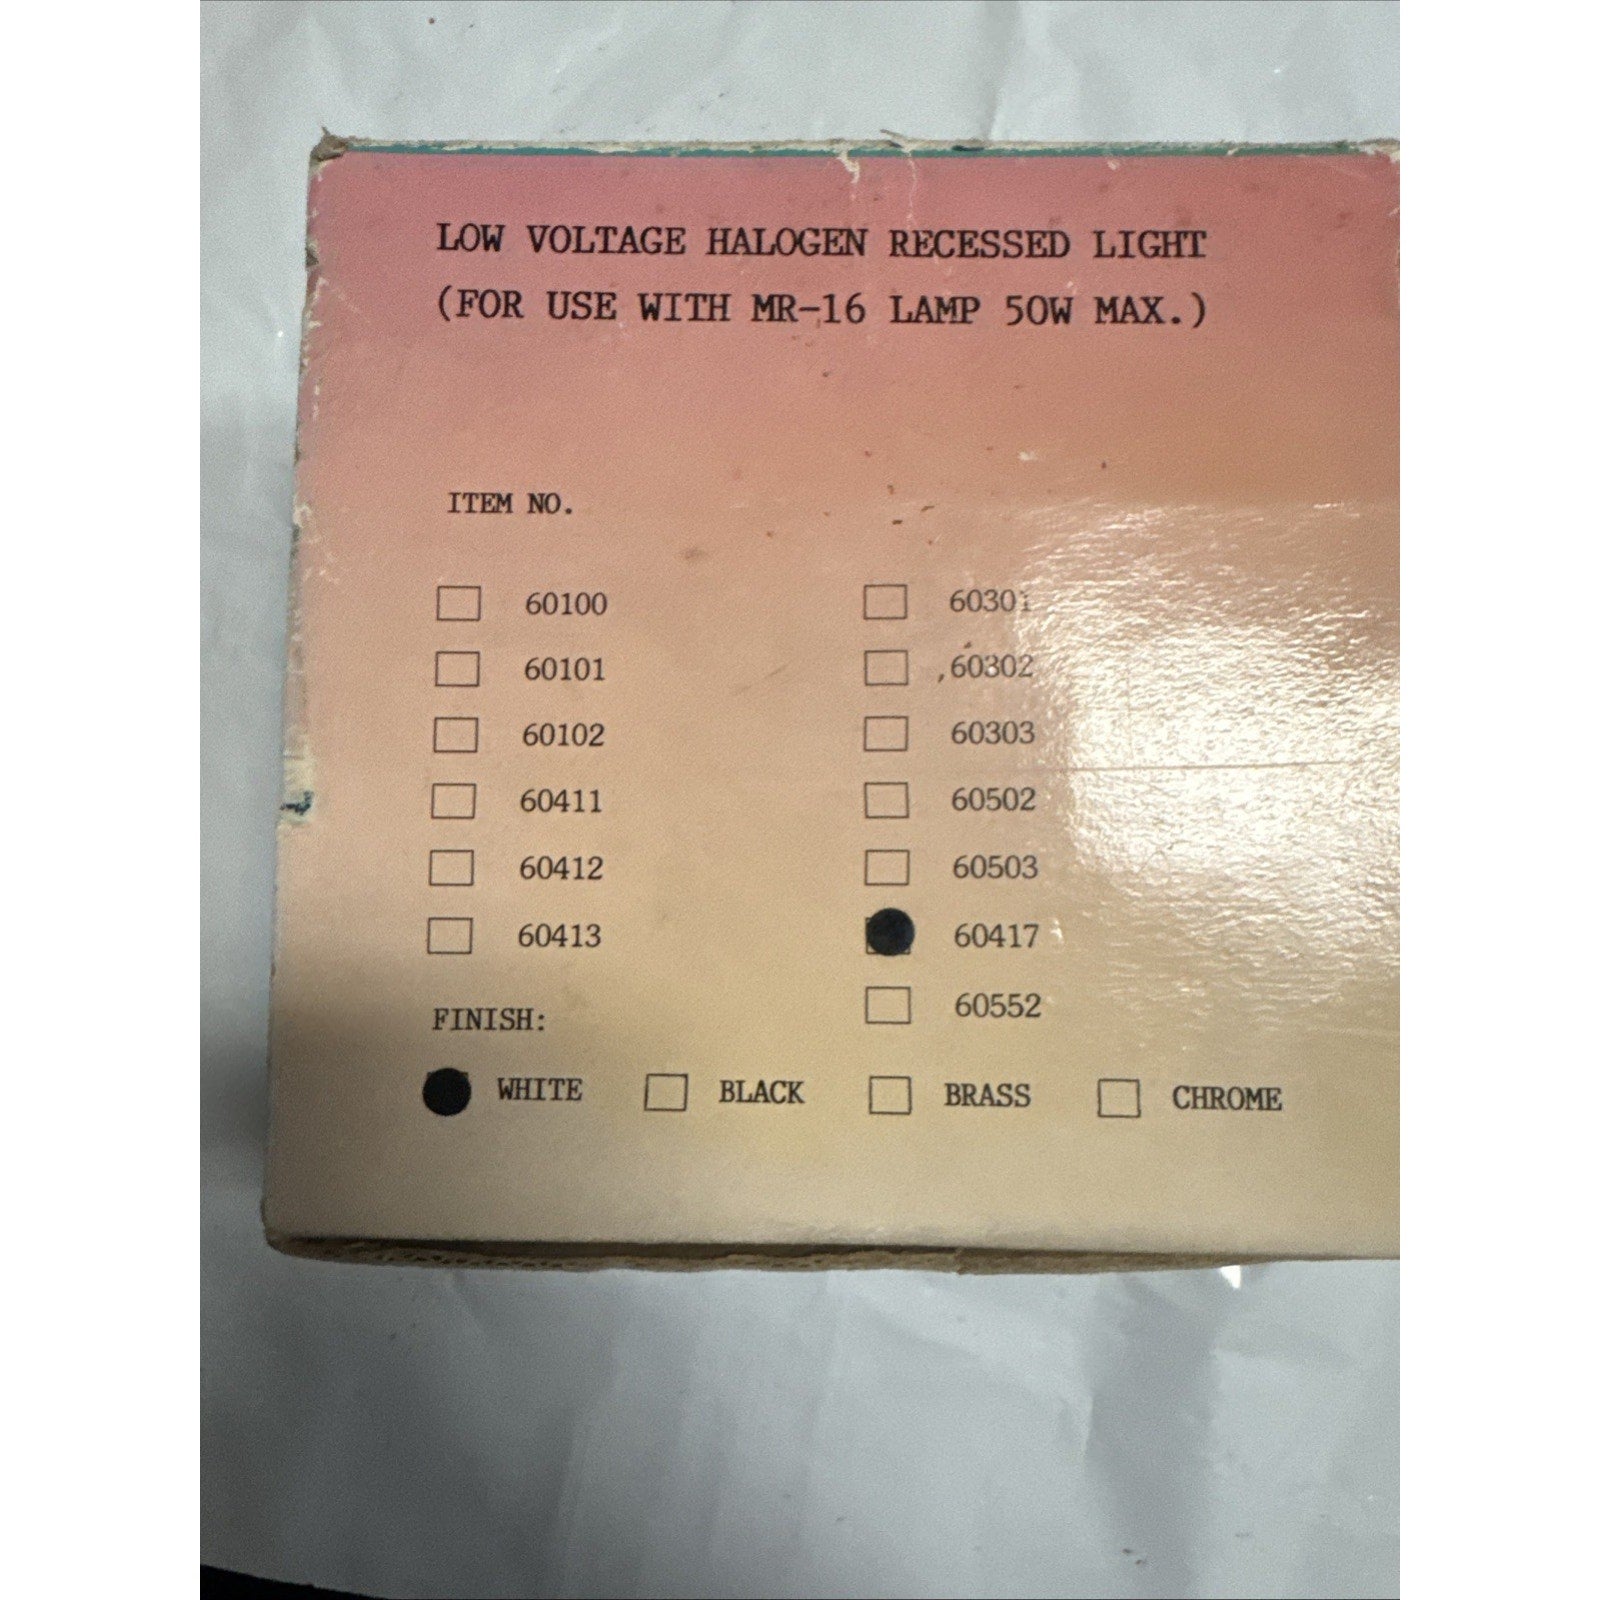 LOW VOLTAGE HALOGEN RECESSED LIGHT
(FOR USE WITH MR-16 LAMP 50W MAX.)
ITEM NO.
60100 60301
60101 60302
60102 60303
60411 60502
60412 60503
60413 60417
60552
FINISH:
WHITE BLACK BRASS CHROME